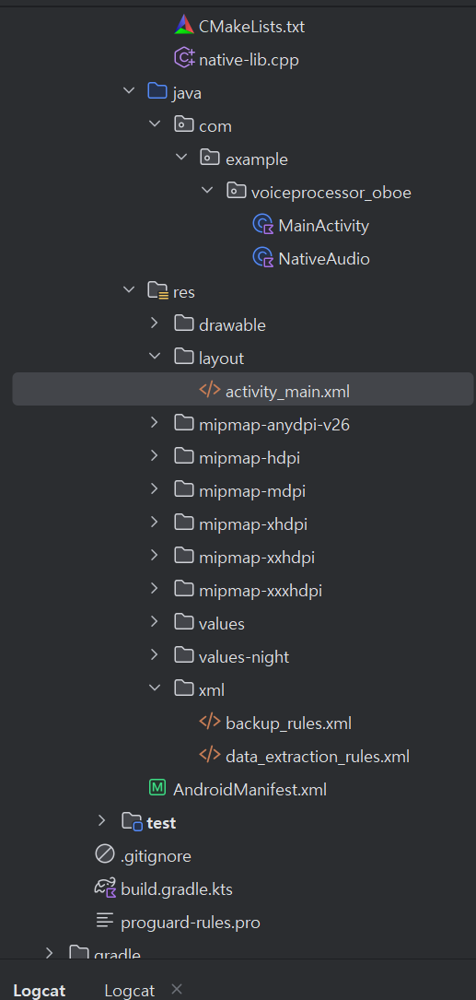 CMakeLists.txt
native-lib.cpp
java
com
example
voiceprocessor_oboe
MainActivity
NativeAudio
res
drawable
layout
activity_main.xml
mipmap-anydpi-v26
mipmap-hdpi
mipmap-mdpi
mipmap-xhdpi
mipmap-xxhdpi
mipmap-xxxhdpi
values
values-night
xml
backup_rules.xml
data_extraction_rules.xml
AndroidManifest.xml
test
.gitignore
build.gradle.kts
proguard-rules.pro
gradle
Logcat Logcat